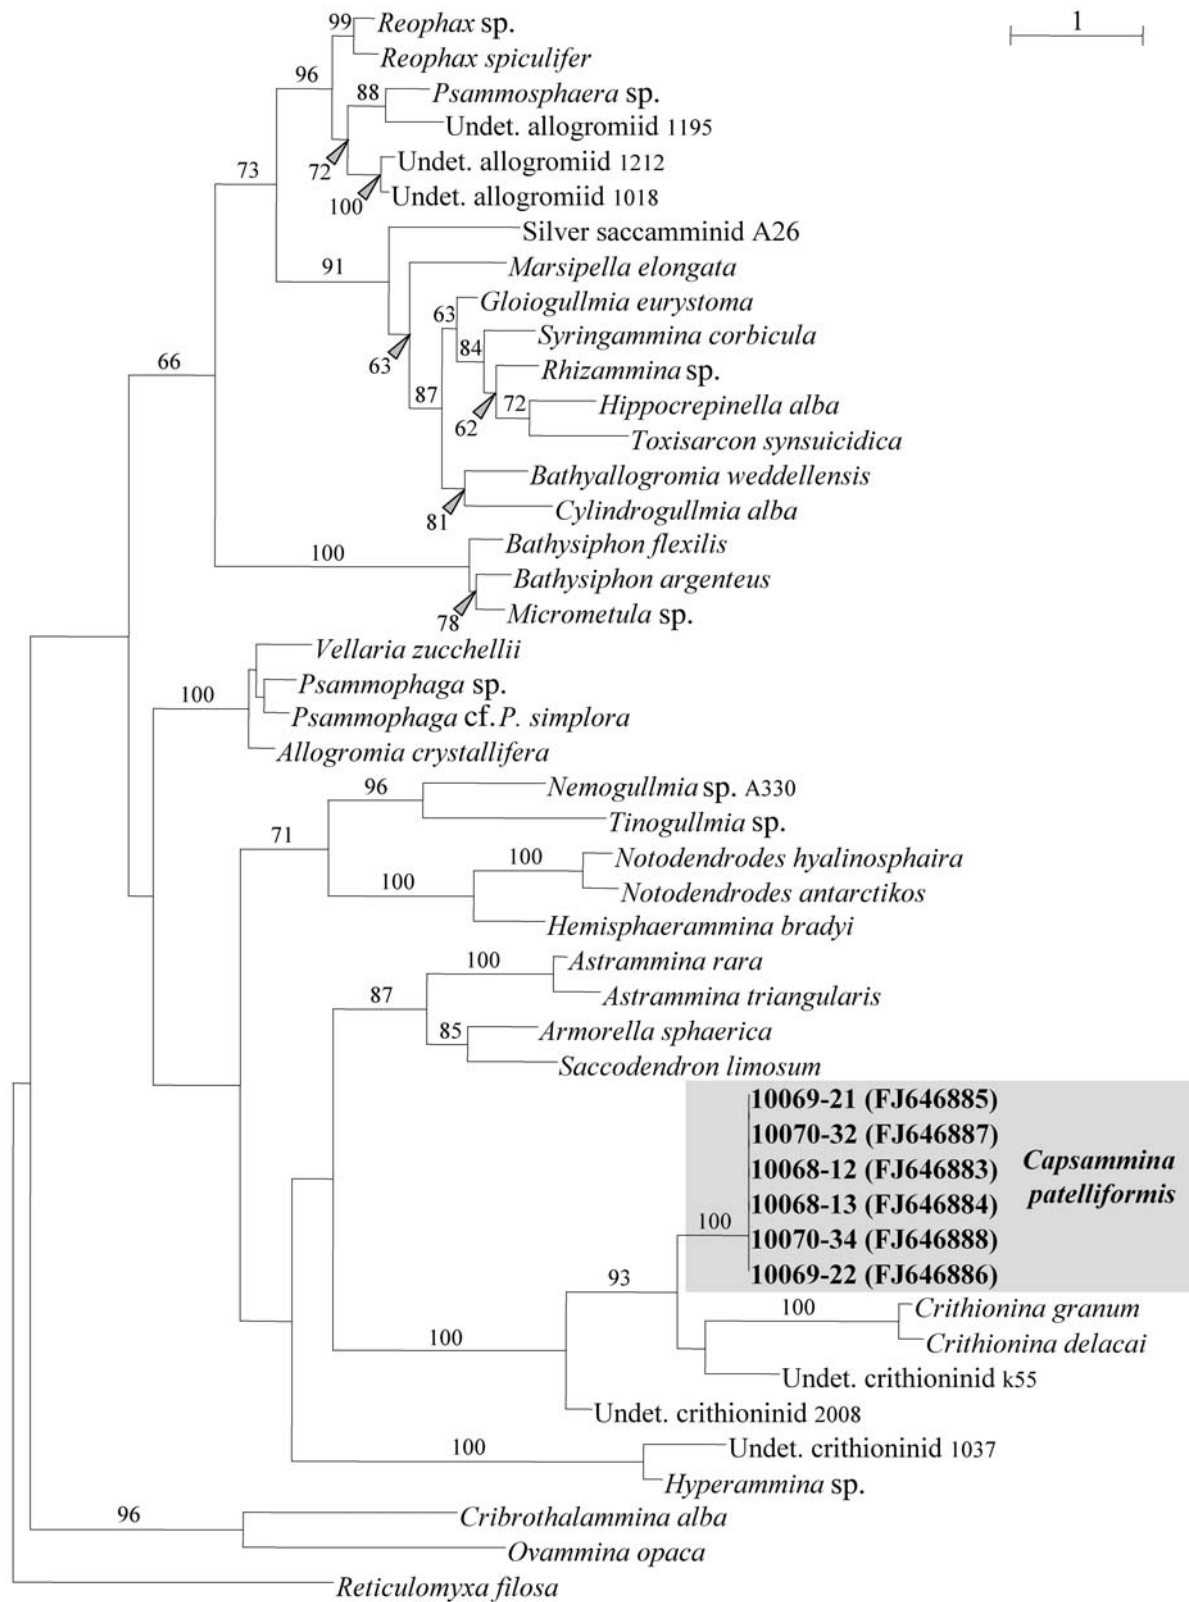 1
99
Reophax sp.
Reophax spiculifer
96
88
Psammosphaera sp.
Undet. allogromiid 1195
72
Undet. allogromiid 1212
73
100
Undet. allogromiid 1018
Silver saccamminid A26
91
Marsipella elongata
63
Gloiogullmia eurystoma
84
Syringammina corbicula
66
63
Rhizammina sp.
87
62
72
Hippocrepinella alba
Toxisarcon synsuicidica
Bathyallogromia weddellensis
81
Cylindrogullmia alba
100
Bathysiphon flexilis
Bathysiphon argenteus
78
Micrometula sp.
Vellaria zucchellii
100
Psammophaga sp.
Psammophaga cf. P. simplora
Allogromia crystallifera
96
Nemogullmia sp. A330
Tinogullmia sp.
71
100
Notodendrodes hyalinosphaira
100
Notodendrodes antarctikos
Hemisphaerammina bradyi
100
Astrammina rara
87
Astrammina triangularis
85
Armorella sphaerica
Saccodendron limosum
10069-21 (FJ646885)
10070-32 (FJ646887)
10068-12 (FJ646883)
Capsammina
patelliformis
10068-13 (FJ646884)
100
10070-34 (FJ646888)
10069-22 (FJ646886)
93
100
Crithionina granum
100
Crithionina delacai
Undet. crithioninid k55
Undet. crithioninid 2008
100
Undet. crithioninid 1037
Hyperammina sp.
96
Cribrothalammina alba
Ovammina opaca
Reticulomyxa filosa